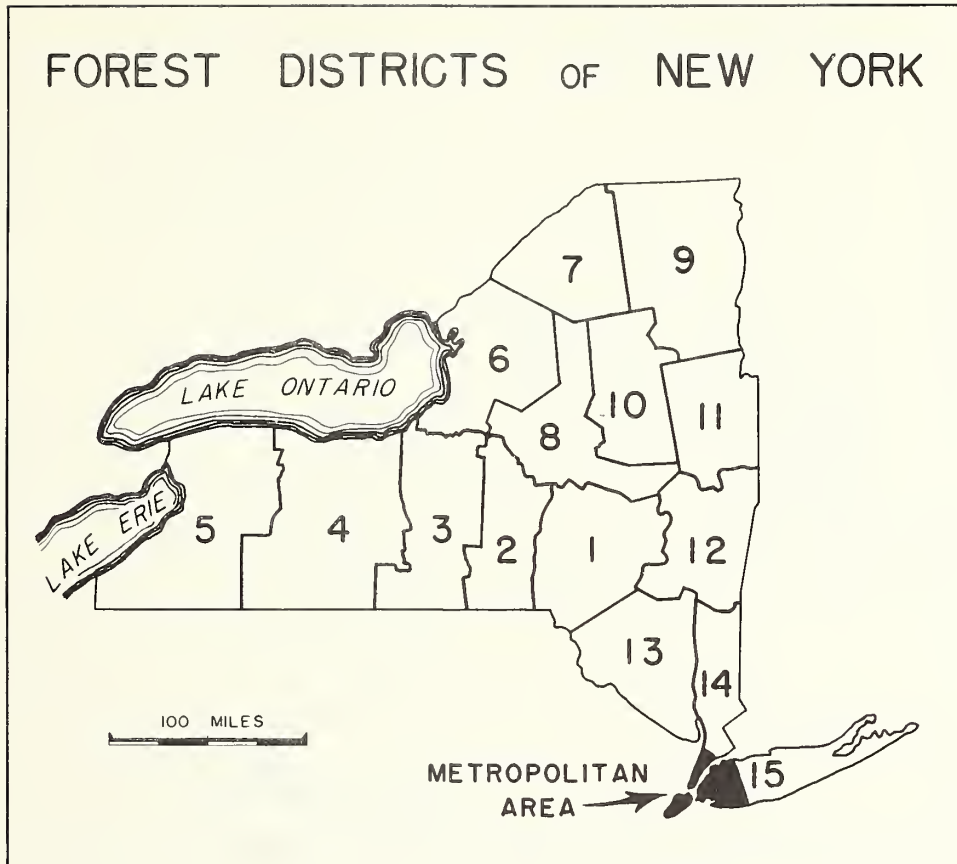 FOREST DISTRICTS OF NEW YORK
7
9
6
LAKE ONTARIO
10
11
8
LAKE ERIE
5
4
3
2
1
12
13
14
100 MILES
15
METROPOLITAN
AREA